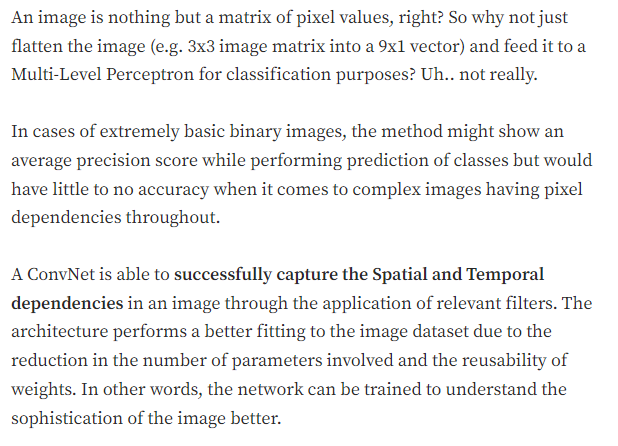 An image is nothing but a matrix of pixel values, right? So why not just
flatten the image (e.g. 3x3 image matrix into a 9x1 vector) and feed it to a
Multi-Level Perceptron for classification purposes? Uh.. not really.
In cases of extremely basic binary images, the method might show an
average precision score while performing prediction of classes but would
have little to no accuracy when it comes to complex images having pixel
dependencies throughout.
A ConvNet is able to successfully capture the Spatial and Temporal
dependencies in an image through the application of relevant filters. The
architecture performs a better fitting to the image dataset due to the
reduction in the number of parameters involved and the reusability of
weights. In other words, the network can be trained to understand the
sophistication of the image better.